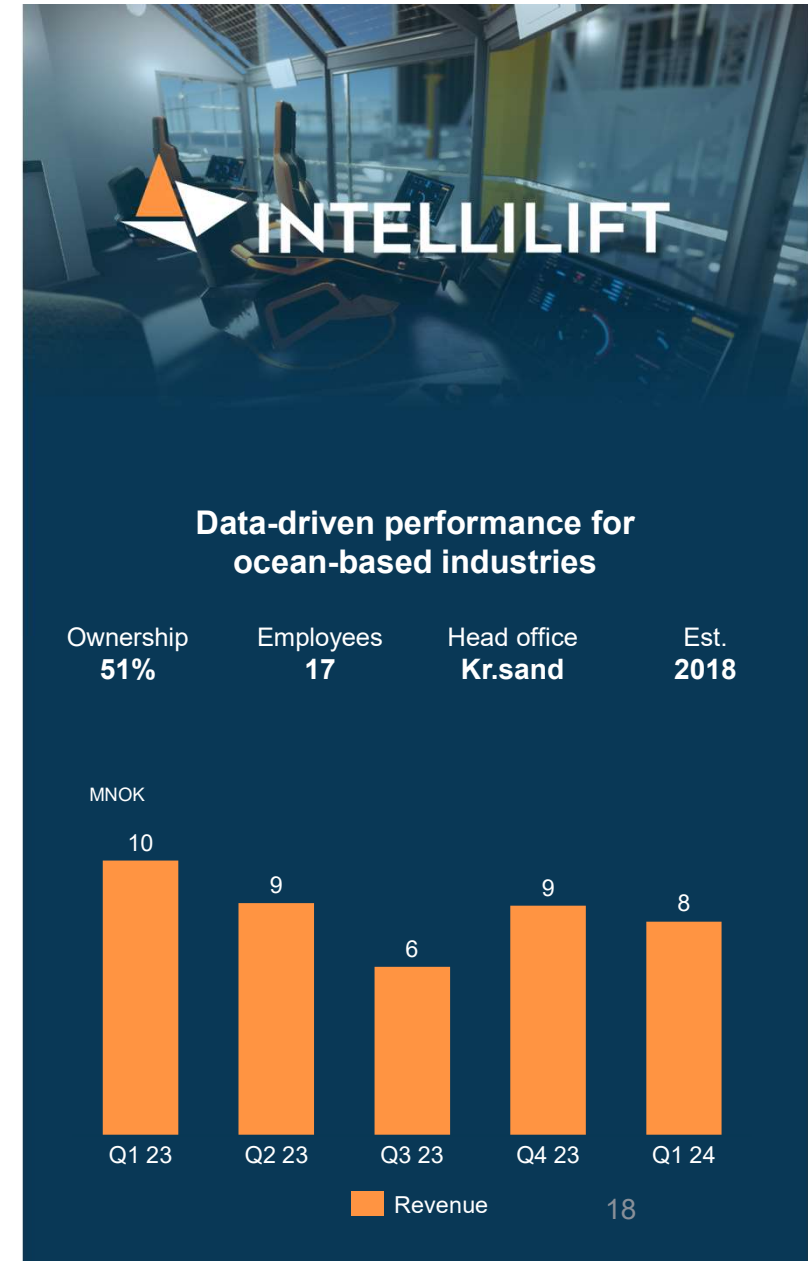 INTELLILIFT
Data-driven performance for
ocean-based industries
Ownership Employees Head office Est.
51% 17 Kr.sand 2018
MNOK
10
9
6
9
8
Q1 23 Q2 23 Q3 23 Q4 23 Q1 24
Revenue
18